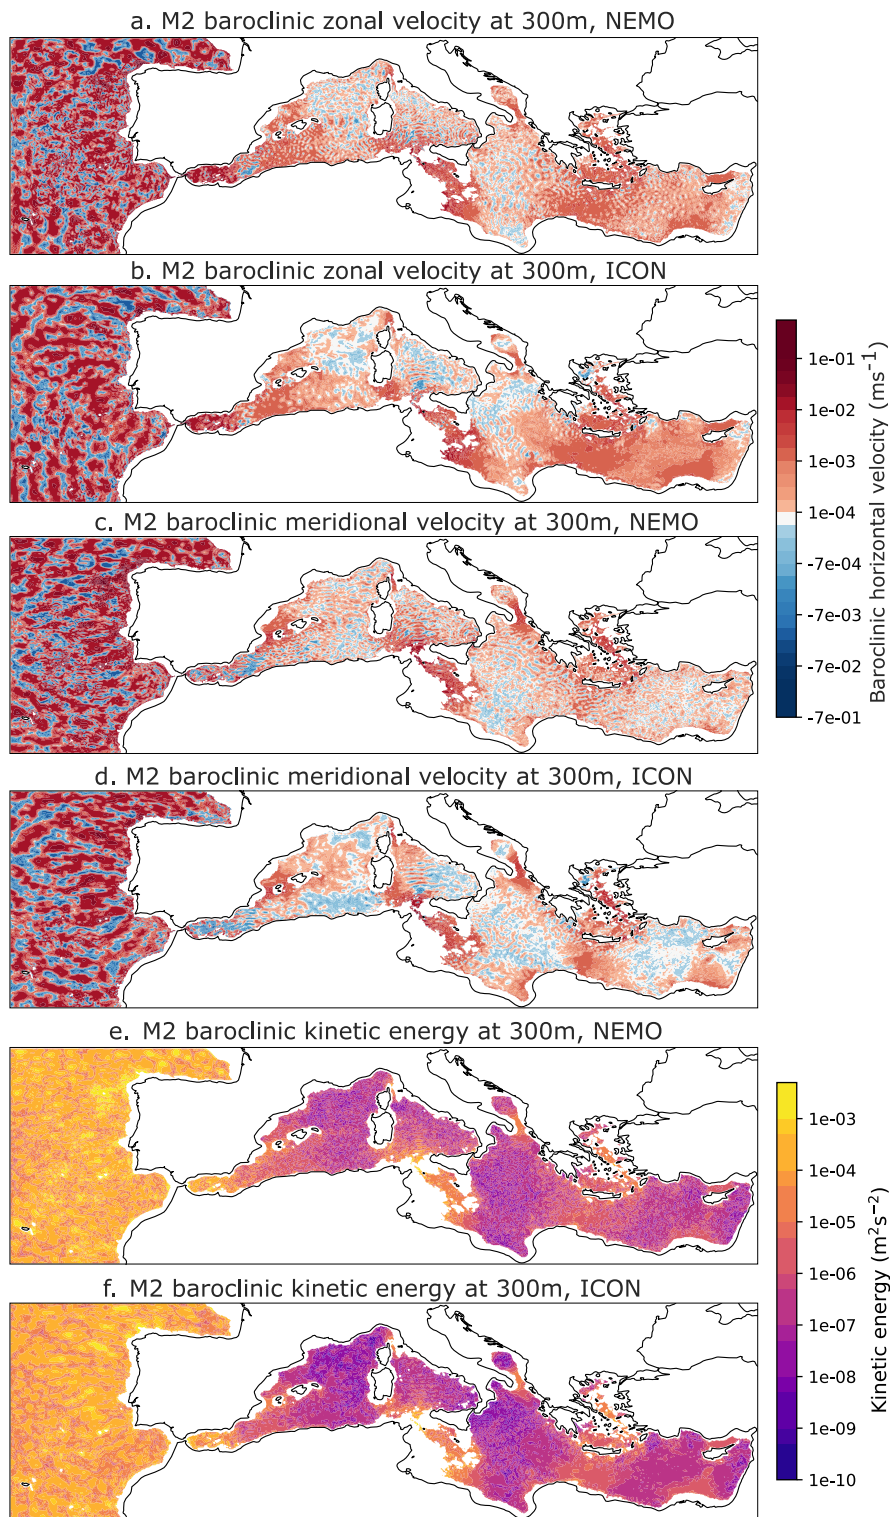 a. M2 baroclinic zonal velocity at 300m, NEMO
b. M2 baroclinic zonal velocity at 300m, ICON
c. M2 baroclinic meridional velocity at 300m, NEMO
d. M2 baroclinic meridional velocity at 300m, ICON
1e-01
1e-02
1e-03
1e-04
-7e-04
-7e-03
-7e-02
-7e-01
Baroclinic horizontal velocity (ms⁻¹)
e. M2 baroclinic kinetic energy at 300m, NEMO
f. M2 baroclinic kinetic energy at 300m, ICON
1e-03
1e-04
1e-05
1e-06
1e-07
1e-08
1e-09
1e-10
Kinetic energy (m²s⁻²)